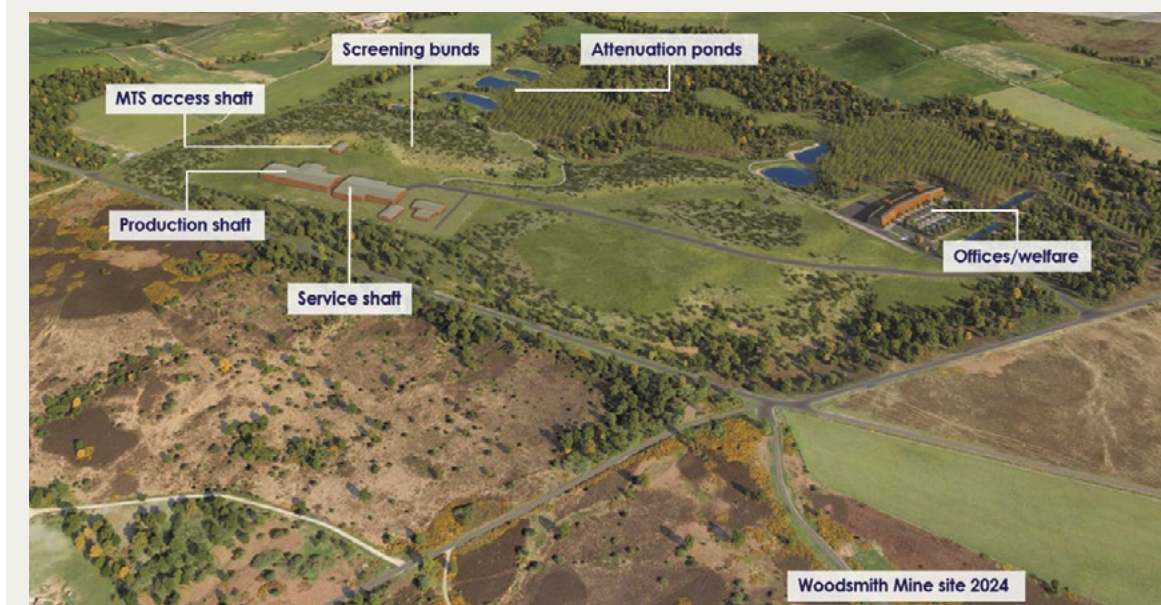 Screening bunds
Attenuation ponds
MTS access shaft
Production shaft
Offices/welfare
Service shaft
Woodsmith Mine site 2024